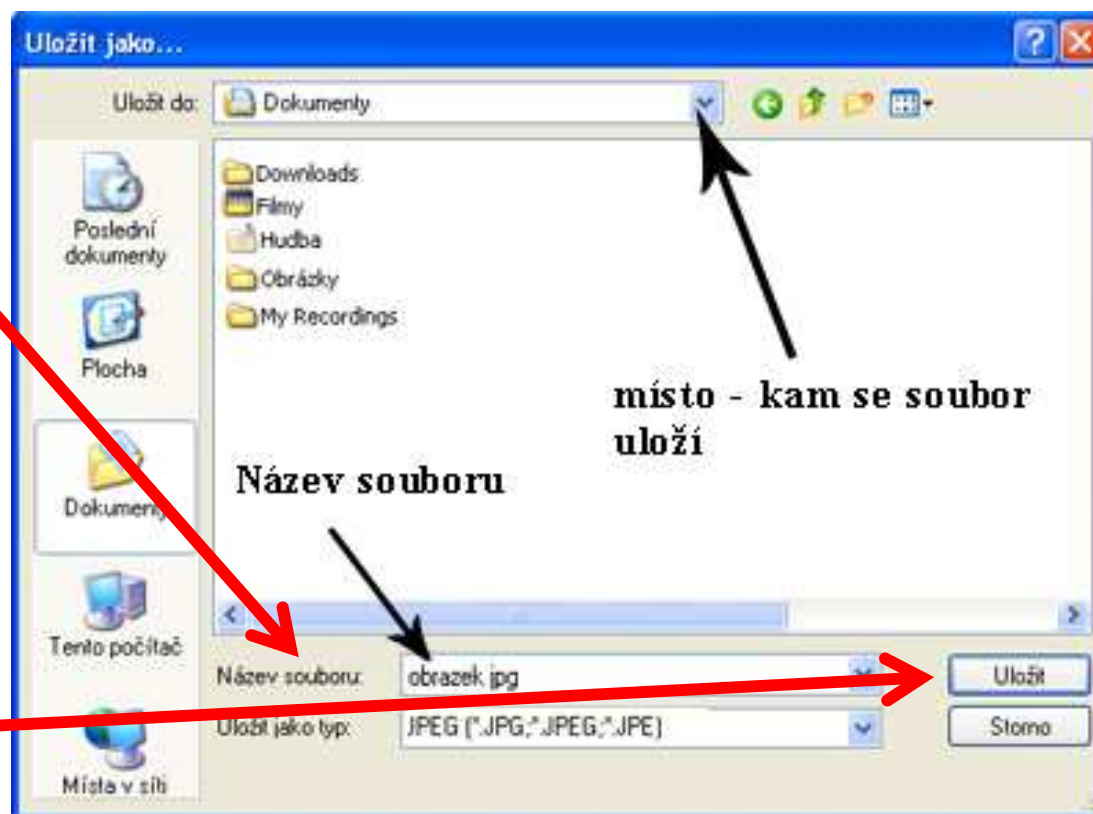 Uložit jako...
Uložit do:
Dokumenty
Downloads
Filmy
Hudba
Obrázky
My Recordings
Poslední
dokumenty
Plocha
Dokumenty
Tento počítač
Místa v síti
místo - kam se soubor
uloží
Název souboru
Název souboru:
obrazek.jpg
Uložit
Uložit jako typ:
JPEG (*.JPG;*.JPEG;*.JPE)
Storno